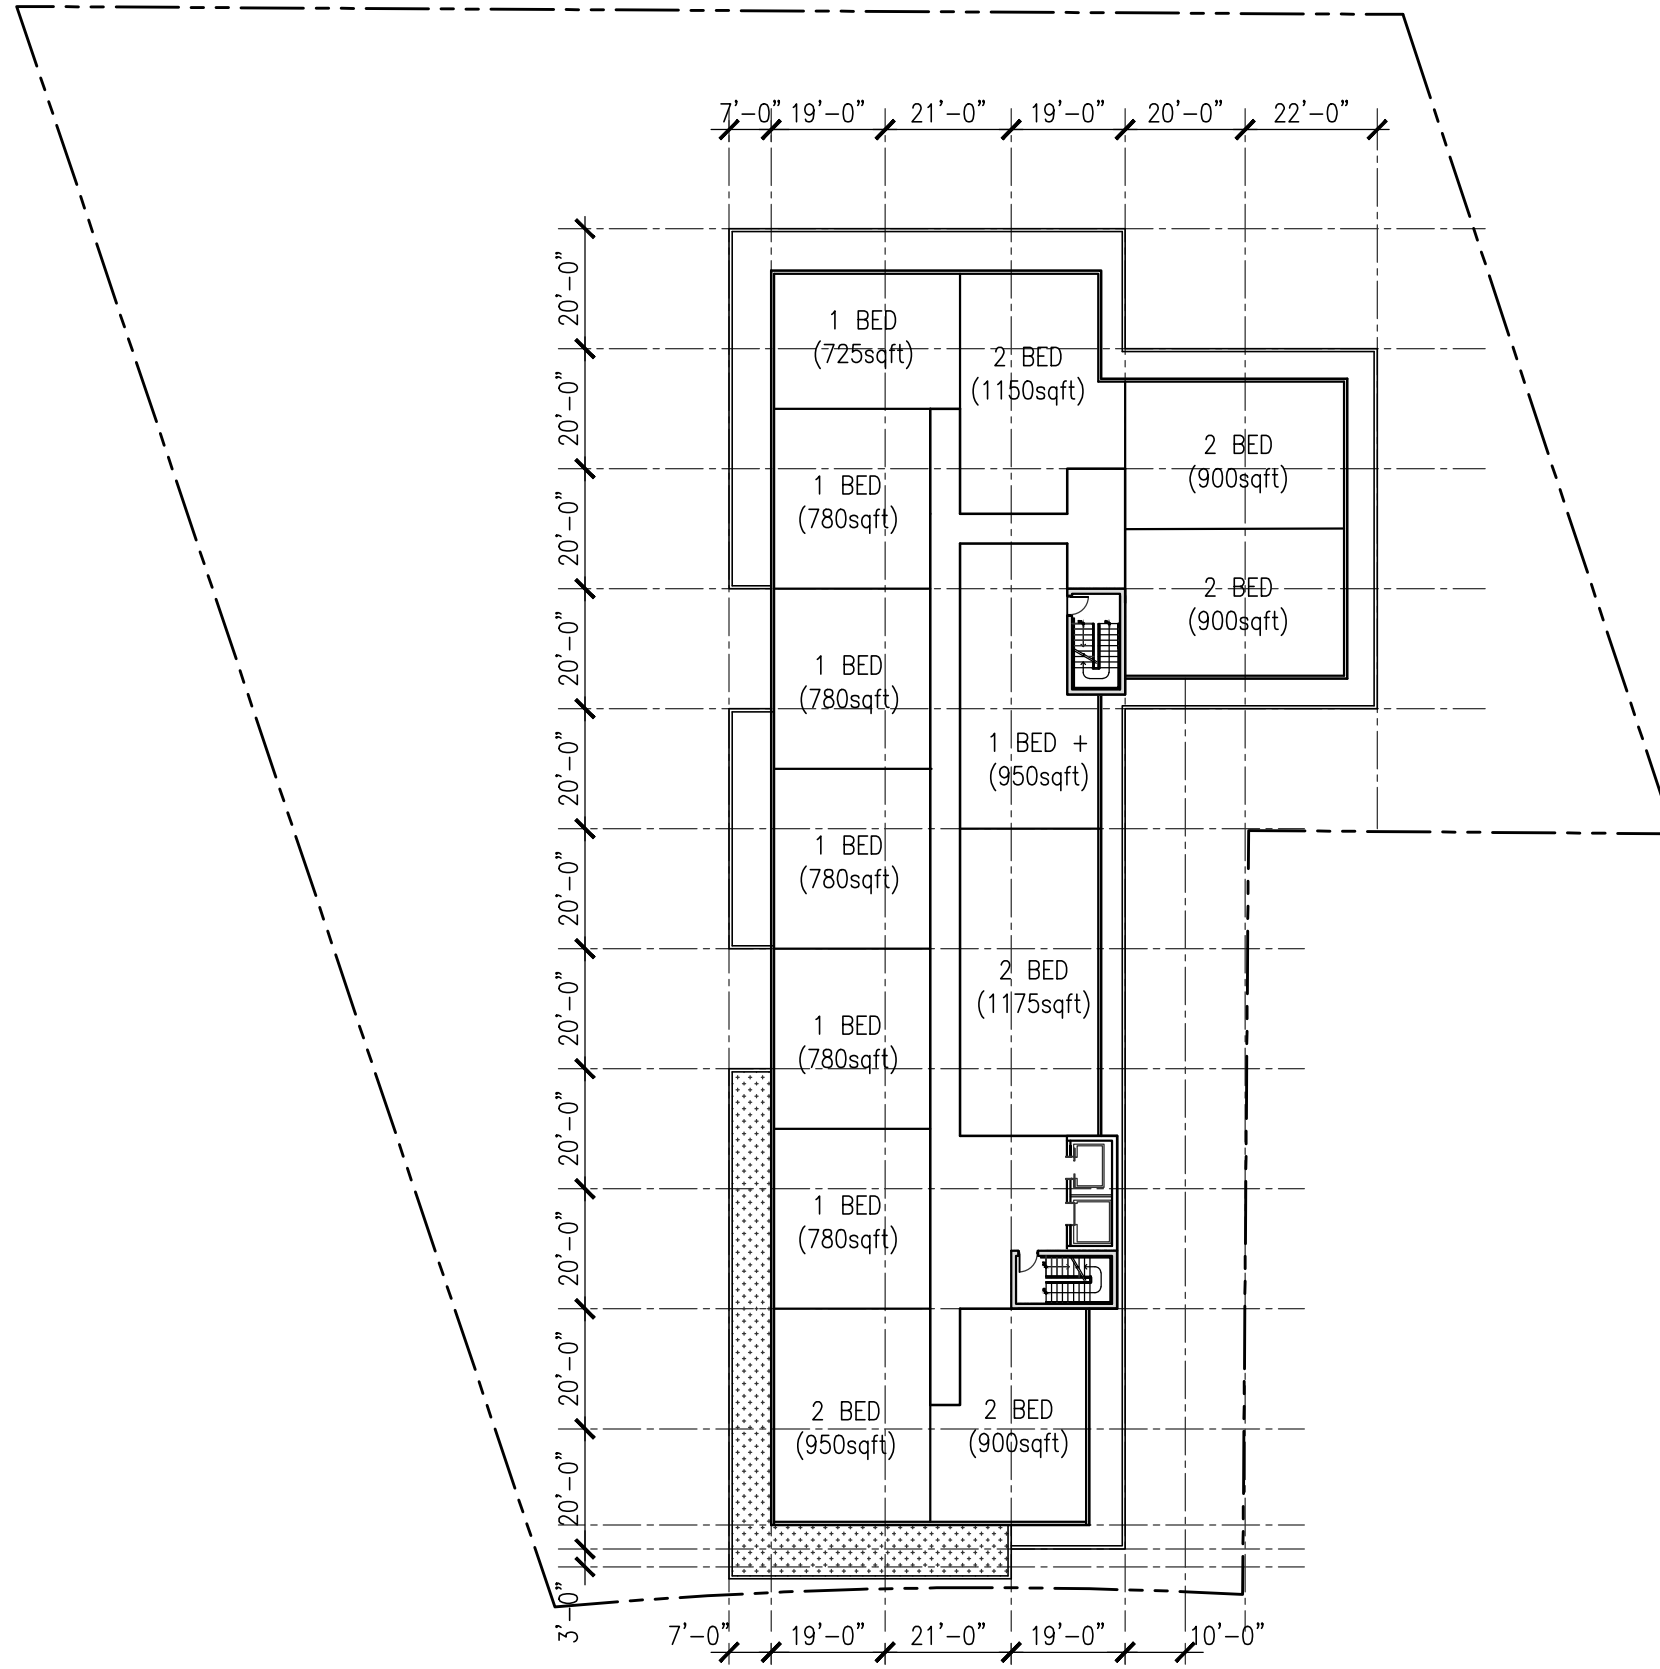 7'-0"
19'-0"
21'-0"
19'-0"
20'-0"
22'-0"
20'-0"
20'-0"
20'-0"
20'-0"
20'-0"
20'-0"
20'-0"
20'-0"
20'-0"
20'-0"
20'-0"
3'-0"
1 BED
(725sqft)
2 BED
(1150sqft)
2 BED
(900sqft)
1 BED
(780sqft)
2 BED
(900sqft)
1 BED
(780sqft)
1 BED +
(950sqft)
1 BED
(780sqft)
2 BED
(1175sqft)
1 BED
(780sqft)
1 BED
(780sqft)
2 BED
(950sqft)
2 BED
(900sqft)
7'-0"
19'-0"
21'-0"
19'-0"
10'-0"